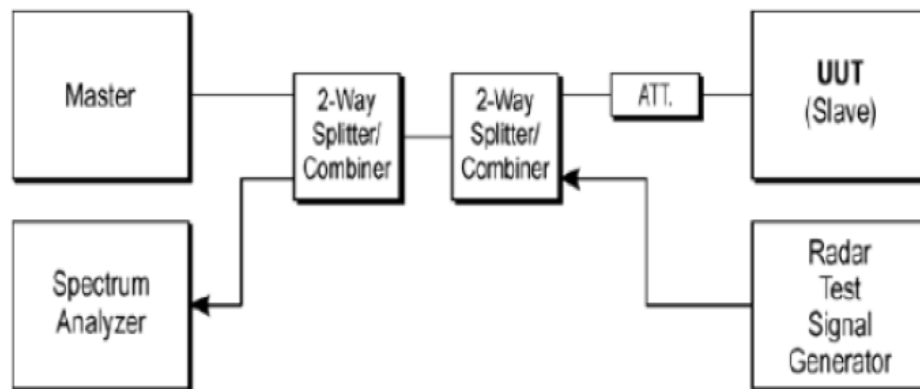 Master
2-Way
Splitter/
Combiner
2-Way
Splitter/
Combiner
ATT.
UUT
(Slave)
Spectrum
Analyzer
Radar
Test
Signal
Generator